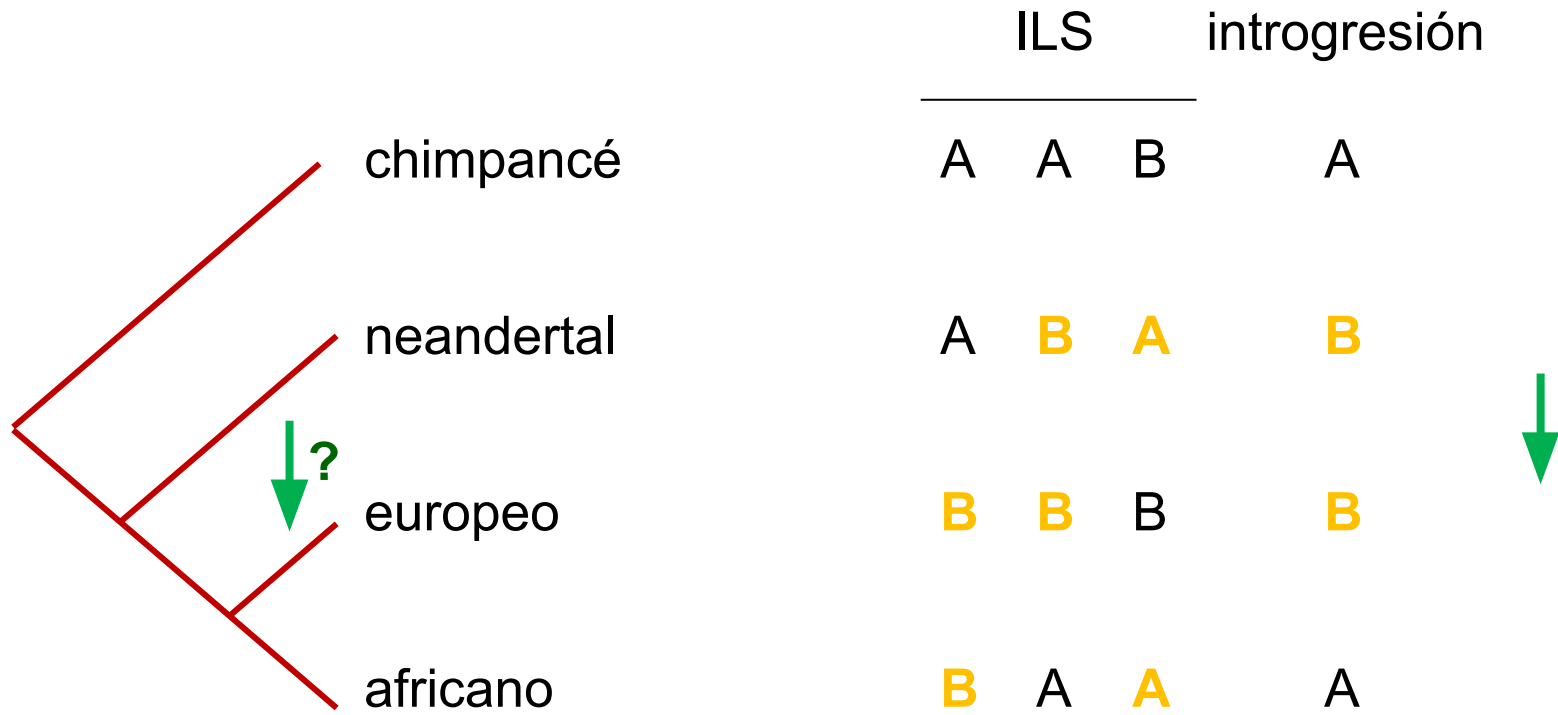 ILS introgresión
chimpancé A A B A
neandertal A B A B
?
europeo B B B B
africano B A A A